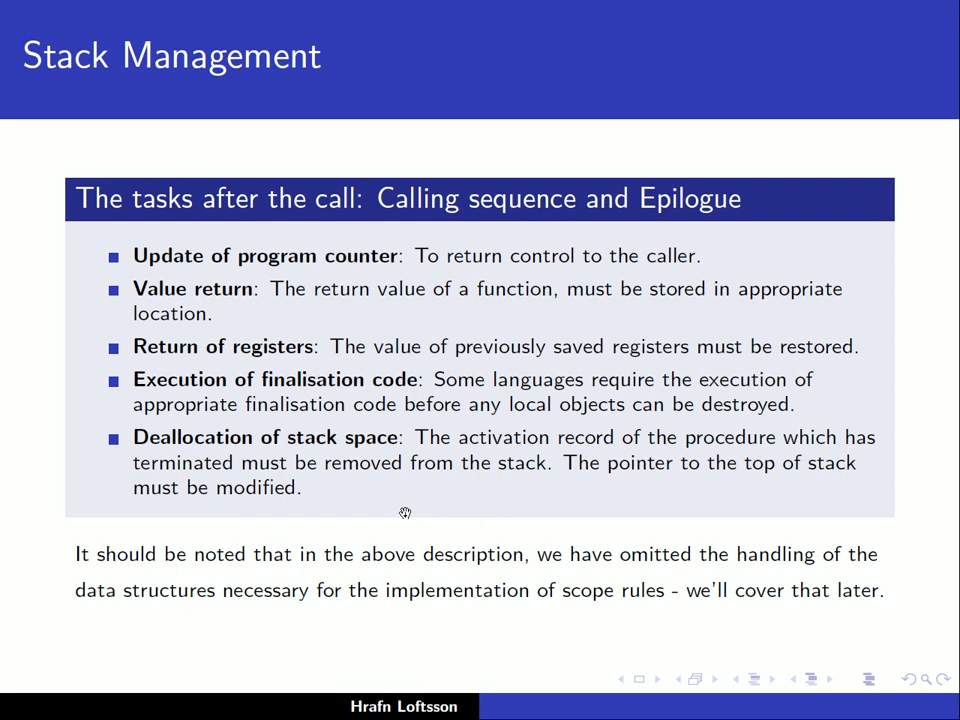 Stack Management
The tasks after the call: Calling sequence and Epilogue
Update of program counter: To return control to the caller.
Value return: The return value of a function, must be stored in appropriate
location.
Return of registers: The value of previously saved registers must be restored.
Execution of finalisation code: Some languages require the execution of
appropriate finalisation code before any local objects can be destroyed.
Deallocation of stack space: The activation record of the procedure which has
terminated must be removed from the stack. The pointer to the top of stack
must be modified.
It should be noted that in the above description, we have omitted the handling of the
data structures necessary for the implementation of scope rules - we'll cover that later.
Hrafn Loftsson